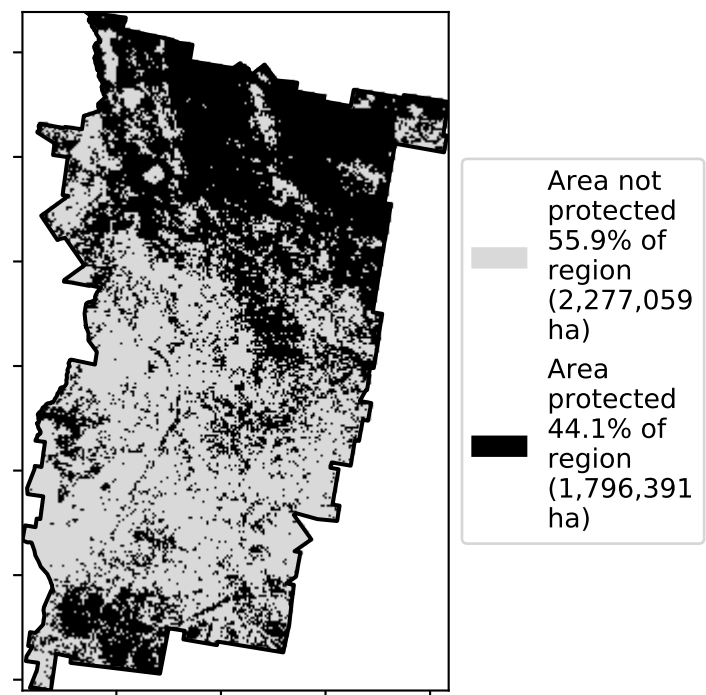 Area not
protected
55.9% of
region
(2,277,059
ha)
Area
protected
44.1% of
region
(1,796,391
ha)